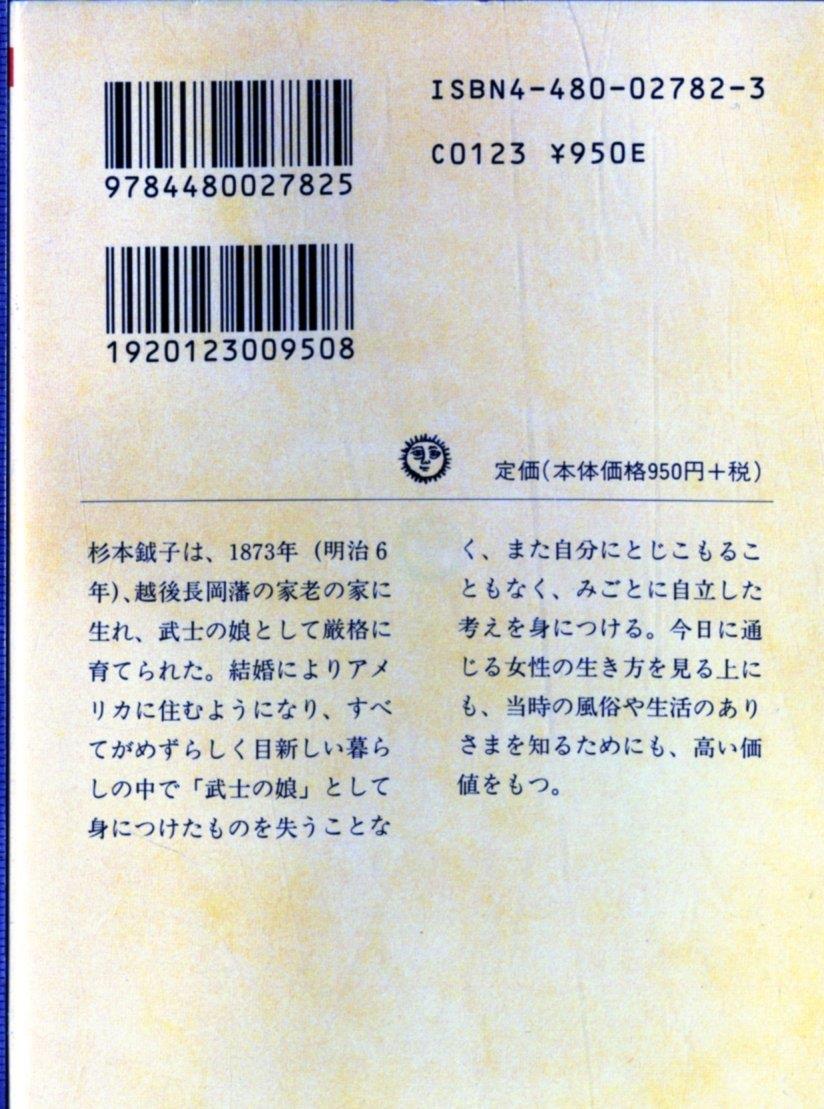 ISBN4-480-02782-3
C0123 ¥950E
9784480027825
1920123009508
定価(本体価格950円+税)
杉本鉞子は、1873年（明治6
年）、越後長岡藩の家老の家に
生れ、武士の娘として厳格に
育てられた。結婚によりアメ
リカに住むようになり、すべ
てがめずらしく目新しい暮ら
しの中で「武士の娘」として
身につけたものを失うことな
く、また自分にとじこもるこ
ともなく、みごとに自立した
考えを身につける。今日に通
じる女性の生き方を見る上に
も、当時の風俗や生活のあり
さまを知るためにも、高い価
値をもつ。